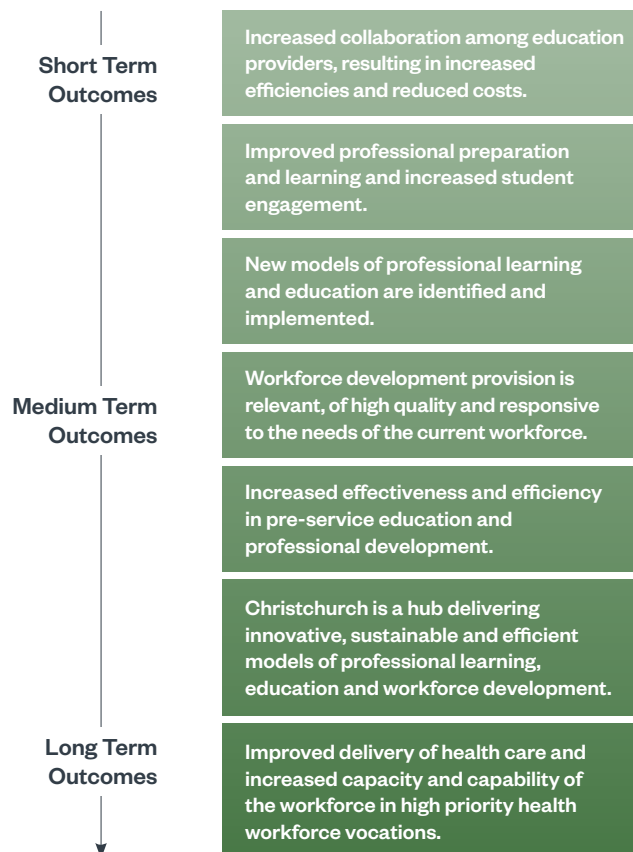 Short Term
Outcomes
Increased collaboration among education
providers, resulting in increased
efficiencies and reduced costs.
Improved professional preparation
and learning and increased student
engagement.
New models of professional learning
and education are identified and
implemented.
Medium Term
Outcomes
Workforce development provision is
relevant, of high quality and responsive
to the needs of the current workforce.
Increased effectiveness and efficiency
in pre-service education and
professional development.
Christchurch is a hub delivering
innovative, sustainable and efficient
models of professional learning,
education and workforce development.
Long Term
Outcomes
Improved delivery of health care and
increased capacity and capability of
the workforce in high priority health
workforce vocations.